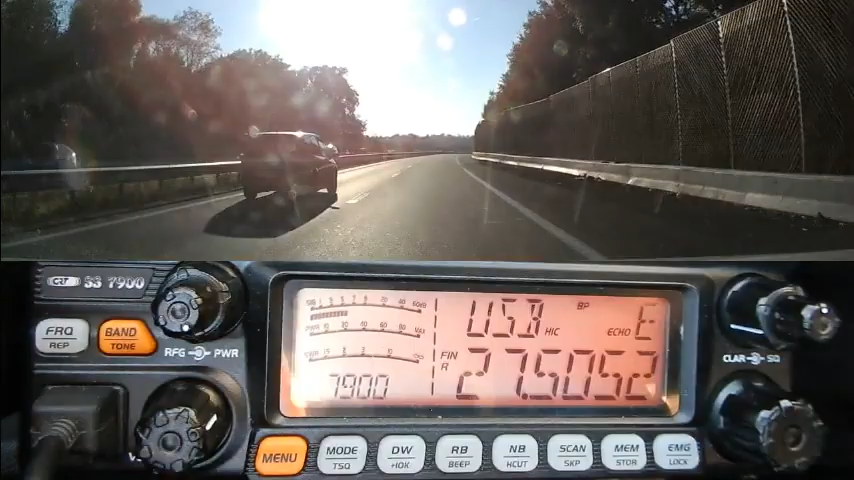 CRT SS 7900
FRQ
REP
BAND
TONE
RFG PWR
USB HIC BP ECHO E
FIN
R
27.5052
7900
CLAR SQ
MENU
MODE
TSQ
DW
HDX
RB
BEEP
NB
HCUT
SCAN
SKP
MEM
STOR
EMG
LOCK